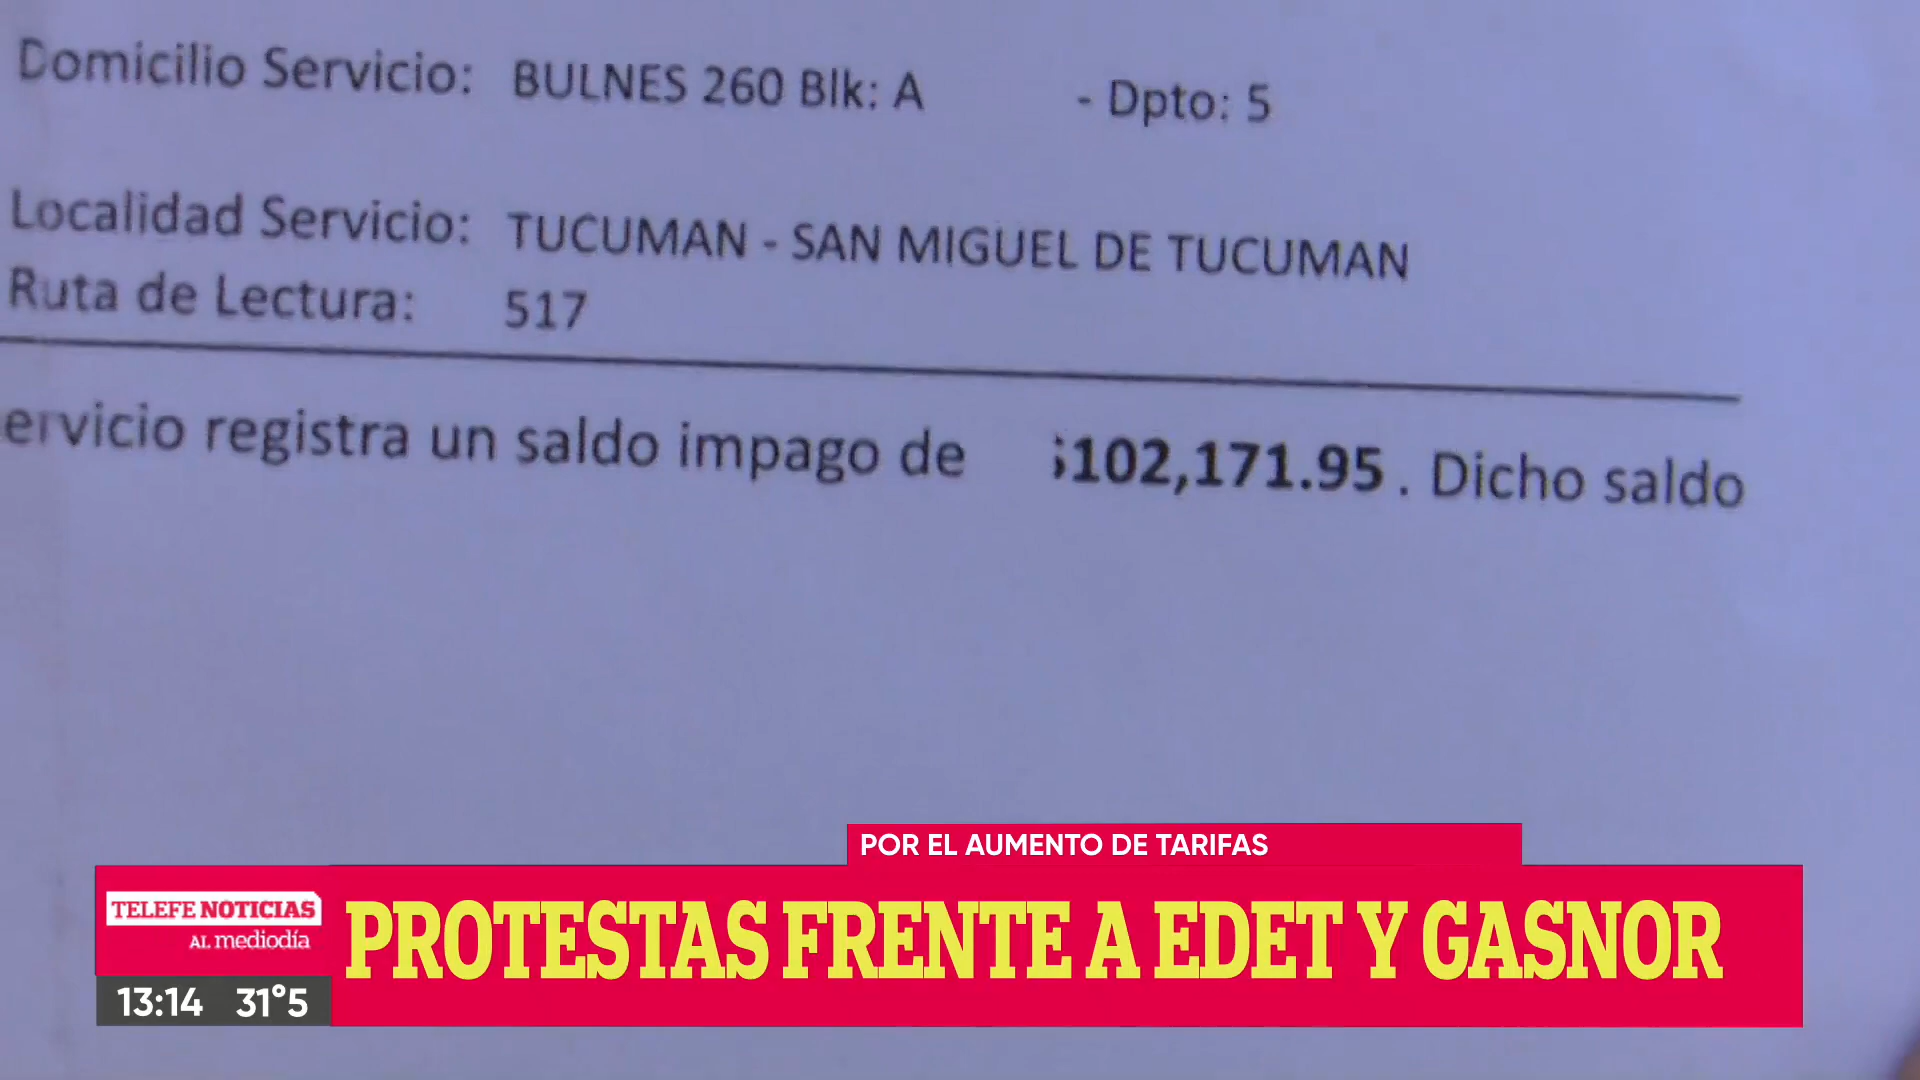 Domicilio Servicio: BULNES 260 Blk: A - Dpto: 5
Localidad Servicio: TUCUMAN - SAN MIGUEL DE TUCUMAN
Ruta de Lectura: 517
ervicio registra un saldo impago de $102,171.95. Dicho saldo
POR EL AUMENTO DE TARIFAS
TELEFE NOTICIAS
AL mediodía
PROTESTAS FRENTE A EDET Y GASNOR
13:14 31°5